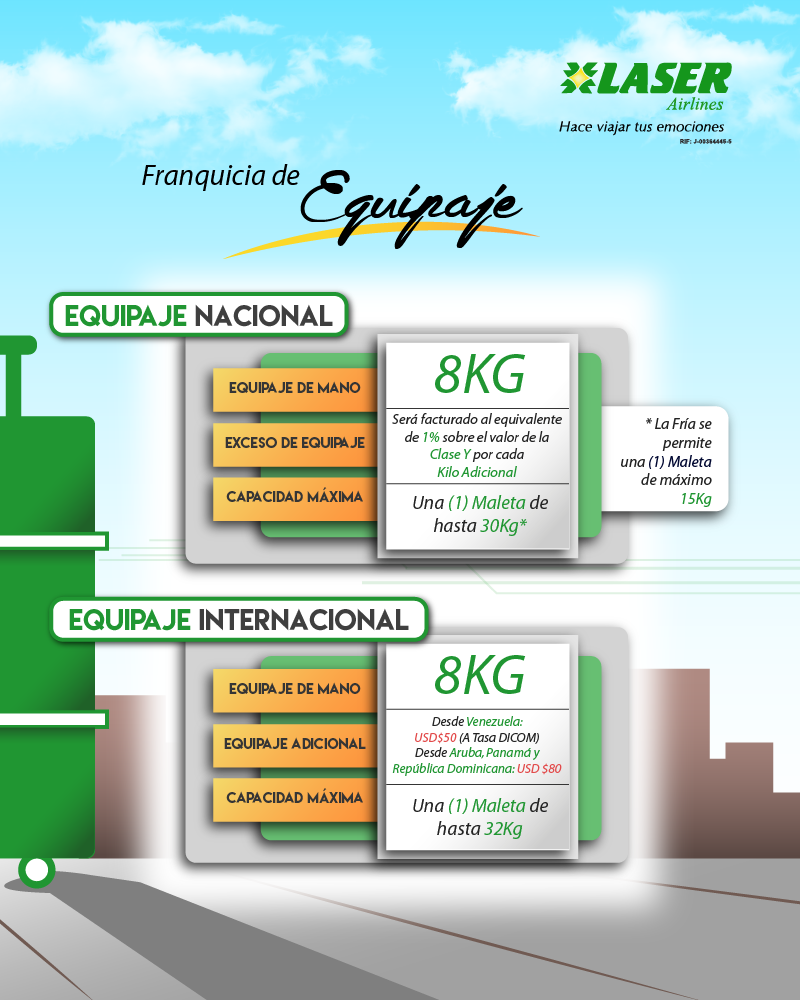 LASER
Airlines
Hace viajar tus emociones
RIF: J-00364445-5
Franquicia de
Equipaje
EQUIPAJE NACIONAL
EQUIPAJE DE MANO
8KG
EXCESO DE EQUIPAJE
Será facturado al equivalente
de 1% sobre el valor de la
Clase Y por cada
Kilo Adicional
CAPACIDAD MÁXIMA
Una (1) Maleta de
hasta 30Kg*
* La Fría se
permite
una (1) Maleta
de máximo
15Kg
EQUIPAJE INTERNACIONAL
EQUIPAJE DE MANO
8KG
EQUIPAJE ADICIONAL
Desde Venezuela:
USD$50 (A Tasa DICOM)
Desde Aruba, Panamá y
República Dominicana: USD $80
CAPACIDAD MÁXIMA
Una (1) Maleta de
hasta 32Kg